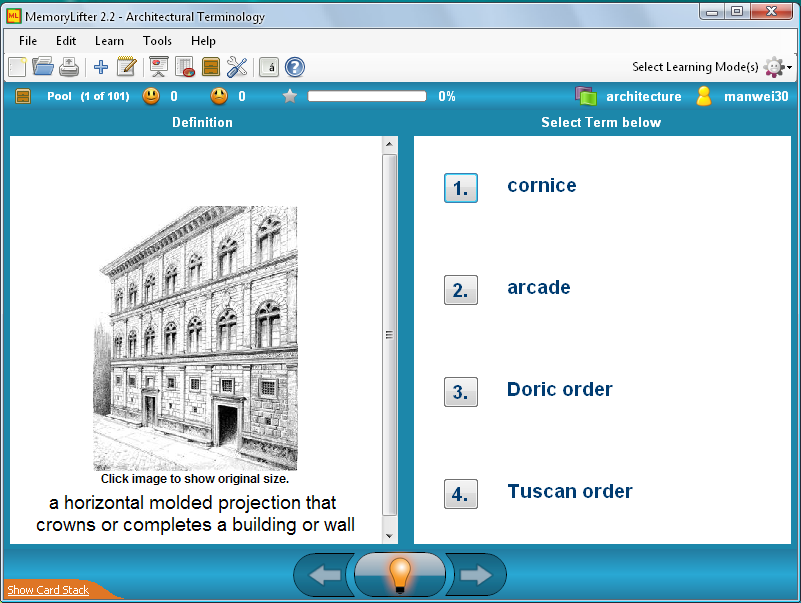 MemoryLifter 2.2 - Architectural Terminology
File Edit Learn Tools Help
Select Learning Mode(s)
Pool (1 of 101) 0 0 0% architecture manwei30
Definition
Select Term below
Click image to show original size.
a horizontal molded projection that
crowns or completes a building or wall
1. cornice
2. arcade
3. Doric order
4. Tuscan order
Show Card Stack